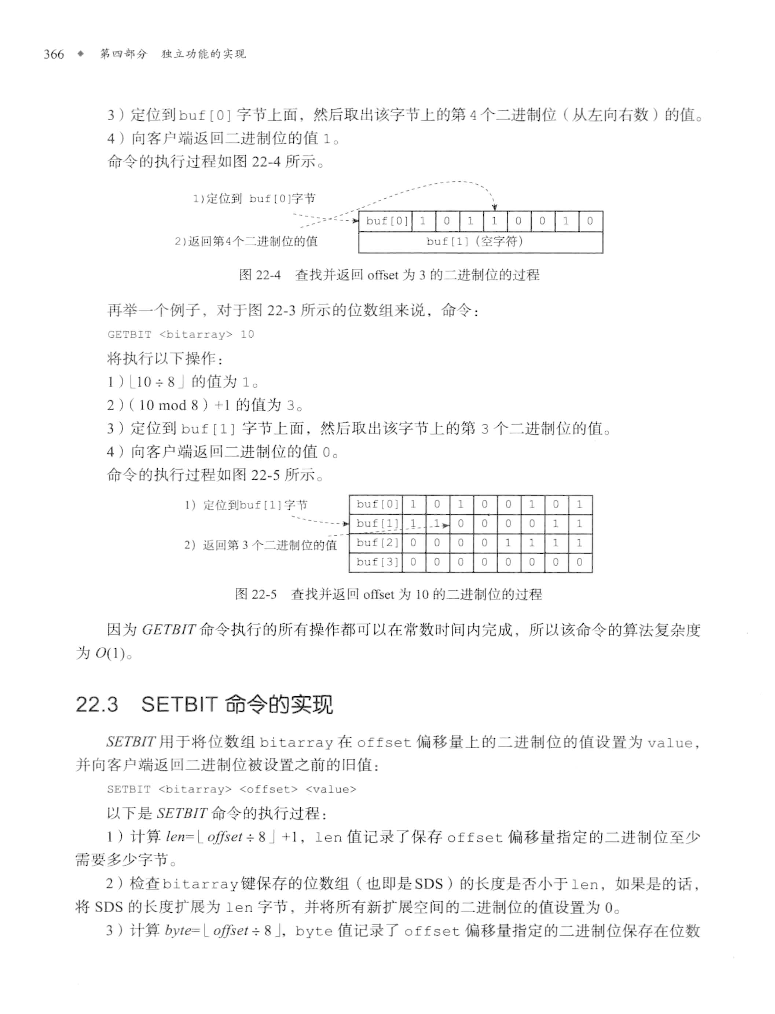 366 ◆ 第四部分 独立功能的实现
3）定位到 buf[0] 字节上面，然后取出该字节上的第 4 个二进制位（从左向右数）的值。
4）向客户端返回二进制位的值 1。
命令的执行过程如图 22-4 所示。
1)定位到 buf[0]字节
buf[0] 1 0 1 1 0 0 1 0
2)返回第4个二进制位的值
buf[1]（空字符）
图 22-4 查找并返回 offset 为 3 的二进制位的过程
再举一个例子，对于图 22-3 所示的位数组来说，命令：
GETBIT <bitarray> 10
将执行以下操作：
1）⌊10÷8⌋ 的值为 1。
2）（10 mod 8）+1 的值为 3。
3）定位到 buf[1] 字节上面，然后取出该字节上的第 3 个二进制位的值。
4）向客户端返回二进制位的值 0。
命令的执行过程如图 22-5 所示。
1) 定位到buf[1]字节
buf[0] 1 0 1 0 0 1 0 1
buf[1] 1 1 0 0 0 0 1 1
2) 返回第 3 个二进制位的值
buf[2] 0 0 0 0 1 1 1 1
buf[3] 0 0 0 0 0 0 0 0
图 22-5 查找并返回 offset 为 10 的二进制位的过程
因为 GETBIT 命令执行的所有操作都可以在常数时间内完成，所以该命令的算法复杂度
为 O(1)。
22.3 SETBIT 命令的实现
SETBIT 用于将位数组 bitarray 在 offset 偏移量上的二进制位的值设置为 value，
并向客户端返回二进制位被设置之前的旧值：
SETBIT <bitarray> <offset> <value>
以下是 SETBIT 命令的执行过程：
1）计算 len=⌊offset÷8⌋+1，len 值记录了保存 offset 偏移量指定的二进制位至少
需要多少字节。
2）检查bitarray键保存的位数组（也即是SDS）的长度是否小于len，如果是的话，
将 SDS 的长度扩展为 len 字节，并将所有新扩展空间的二进制位的值设置为 0。
3）计算 byte=⌊offset÷8⌋，byte 值记录了 offset 偏移量指定的二进制位保存在位数